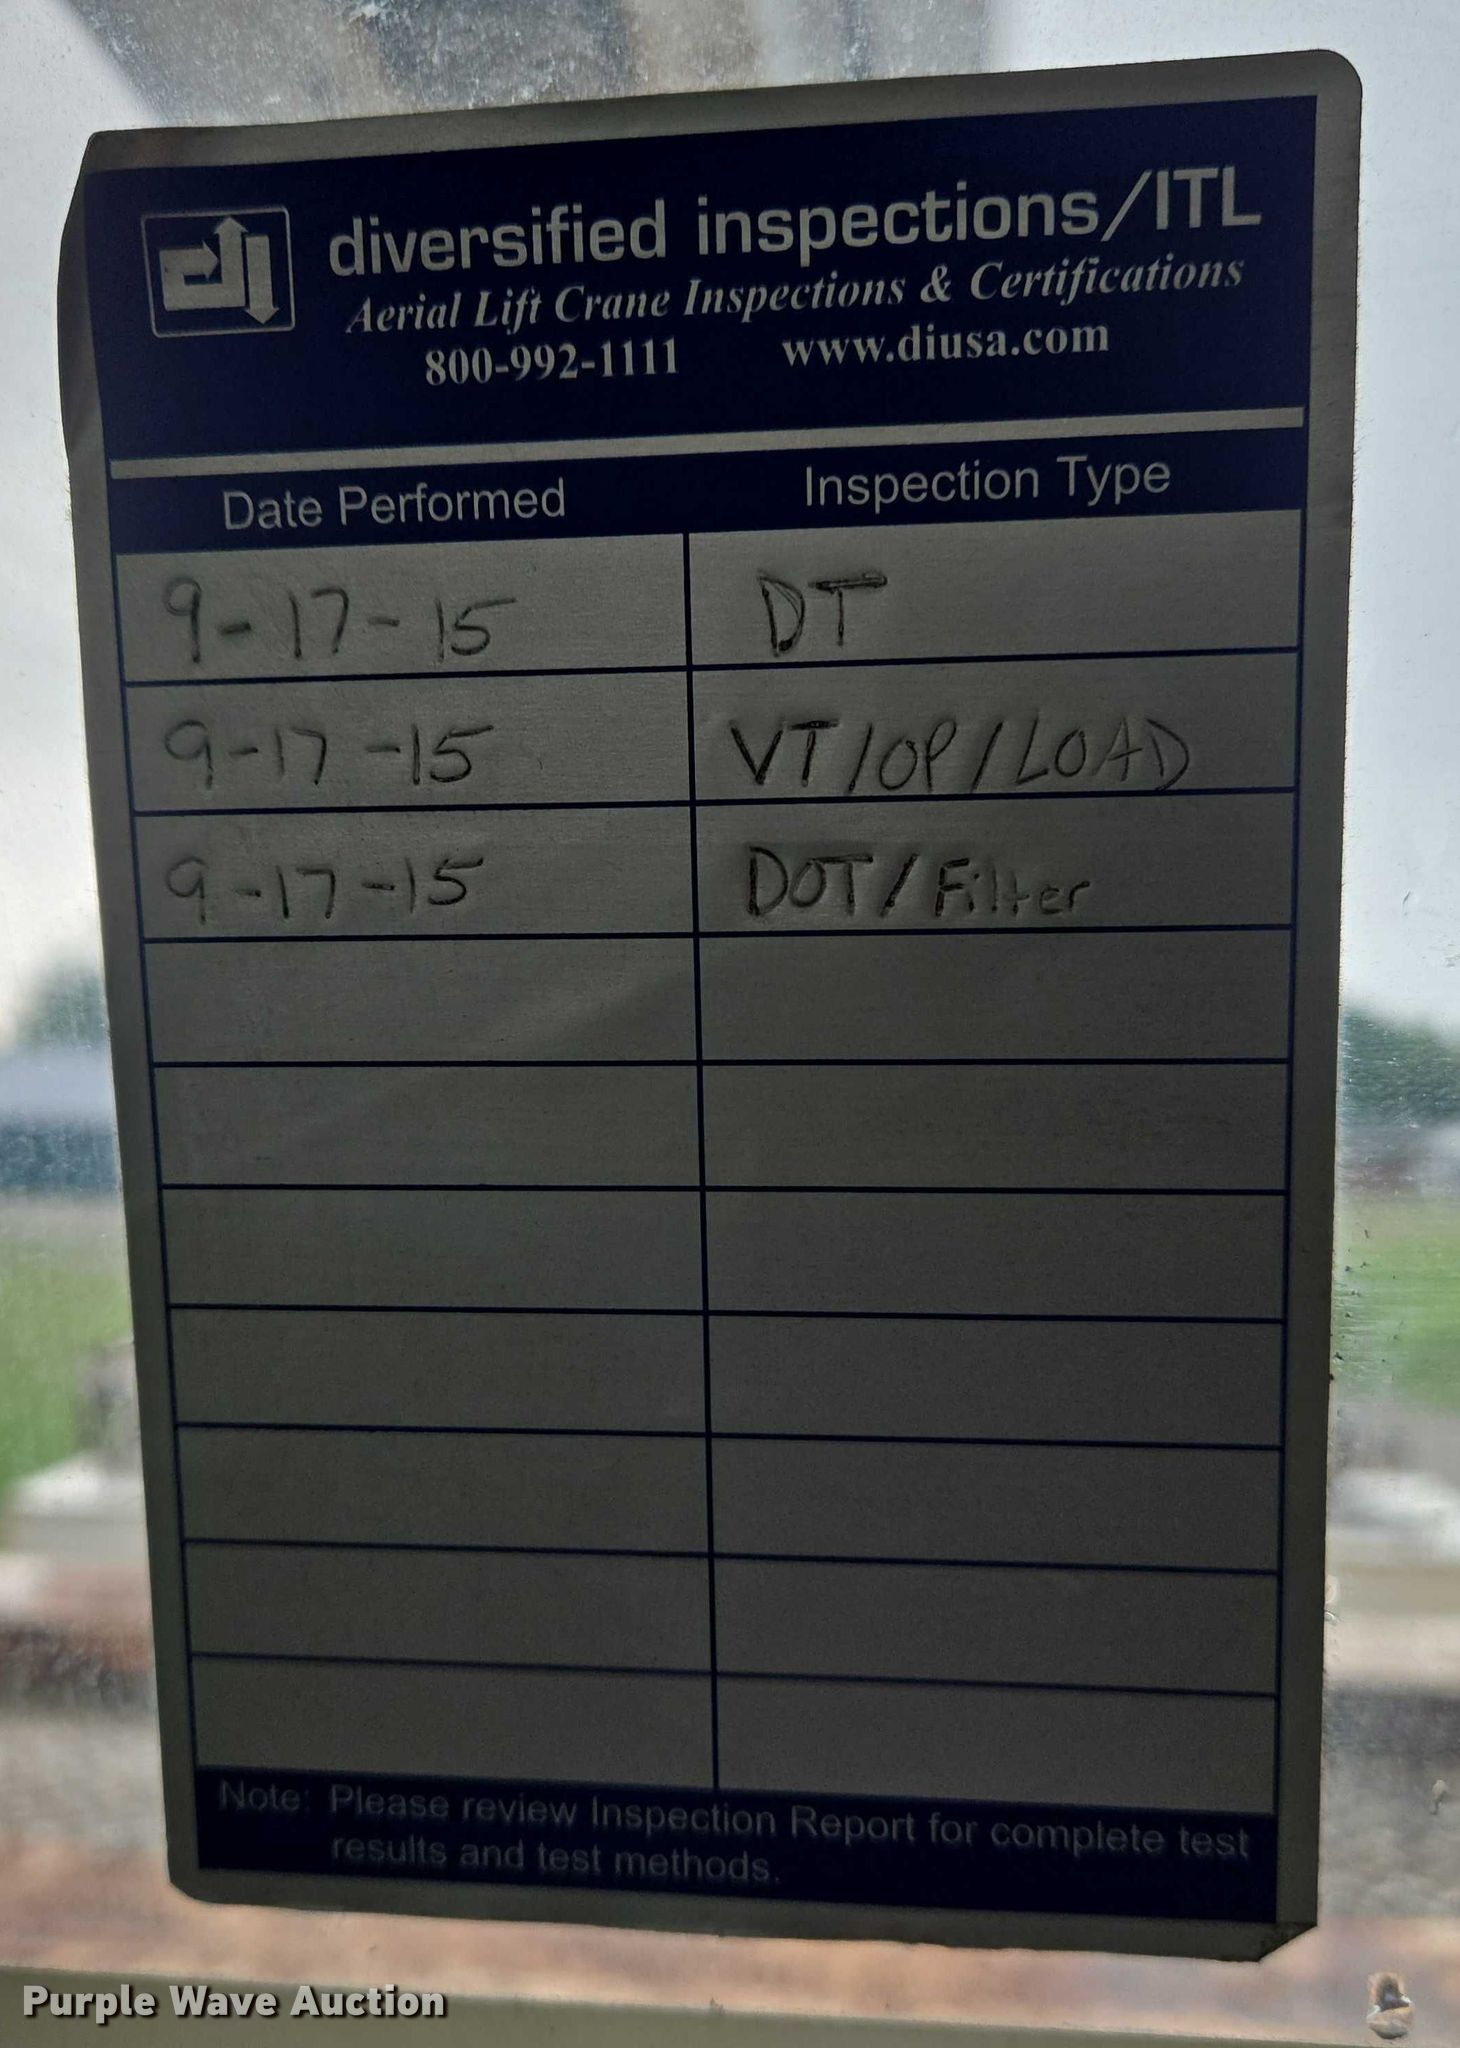 diversified inspections/ITL
Aerial Lift Crane Inspections & Certifications
800-992-1111 www.diusa.com
Date Performed Inspection Type
9-17-15 DT
9-17-15 VT/OP/LOAD
9-17-15 DOT/Filter
Note: Please review Inspection Report for complete test
results and test methods.
Purple Wave Auction